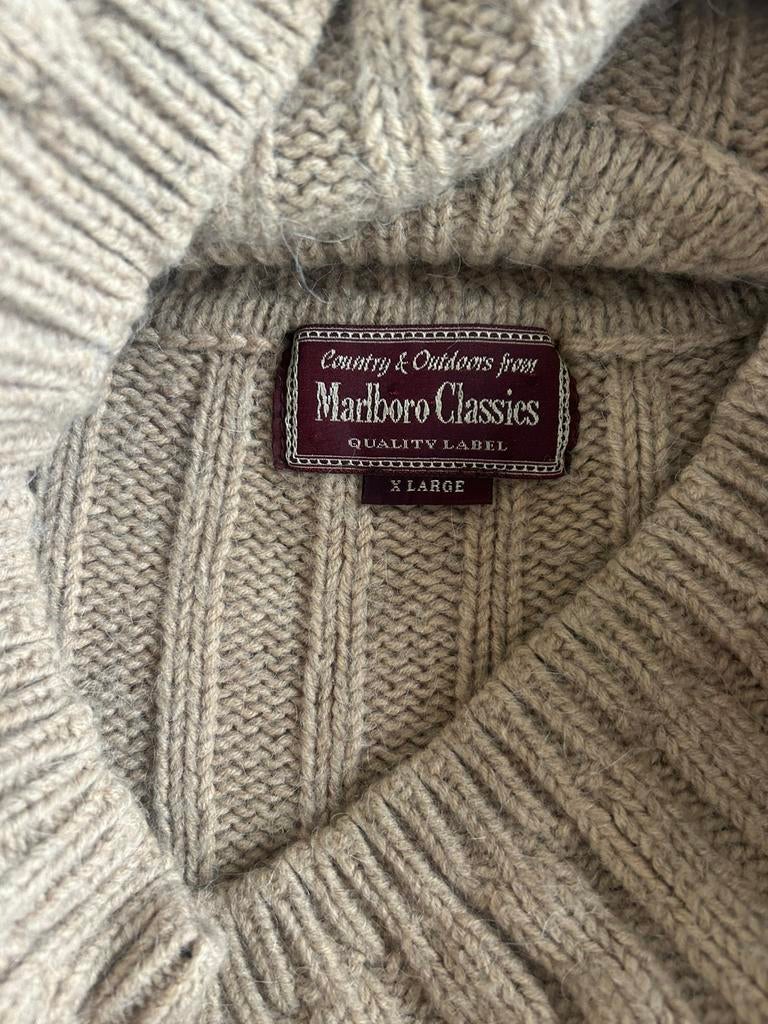 Country & Outdoors from
Marlboro Classics
QUALITY LABEL
X LARGE